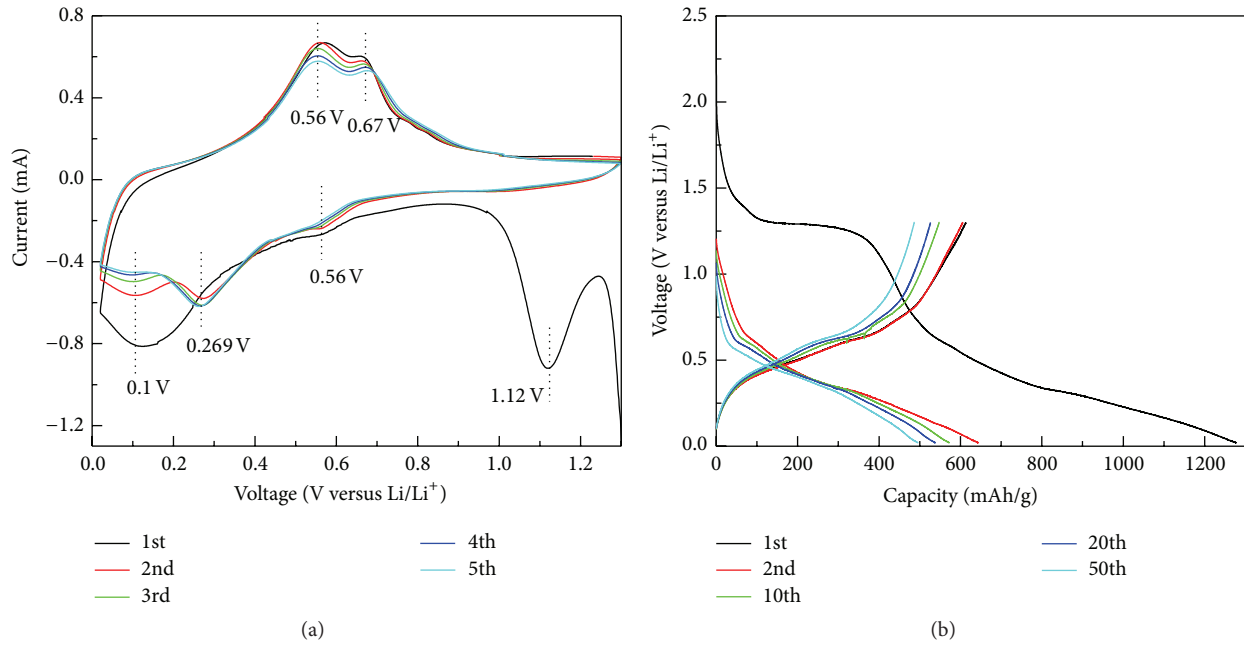 0.8
0.4
0.0
−0.4
−0.8
−1.2
Current (mA)
0.56 V
0.67 V
0.56 V
0.269 V
0.1 V
1.12 V
0.0 0.2 0.4 0.6 0.8 1.0 1.2
Voltage (V versus Li/Li+)
1st
2nd
3rd
4th
5th
(a)
2.5
2.0
1.5
1.0
0.5
0.0
Voltage (V versus Li/Li+)
0 200 400 600 800 1000 1200
Capacity (mAh/g)
1st
2nd
10th
20th
50th
(b)